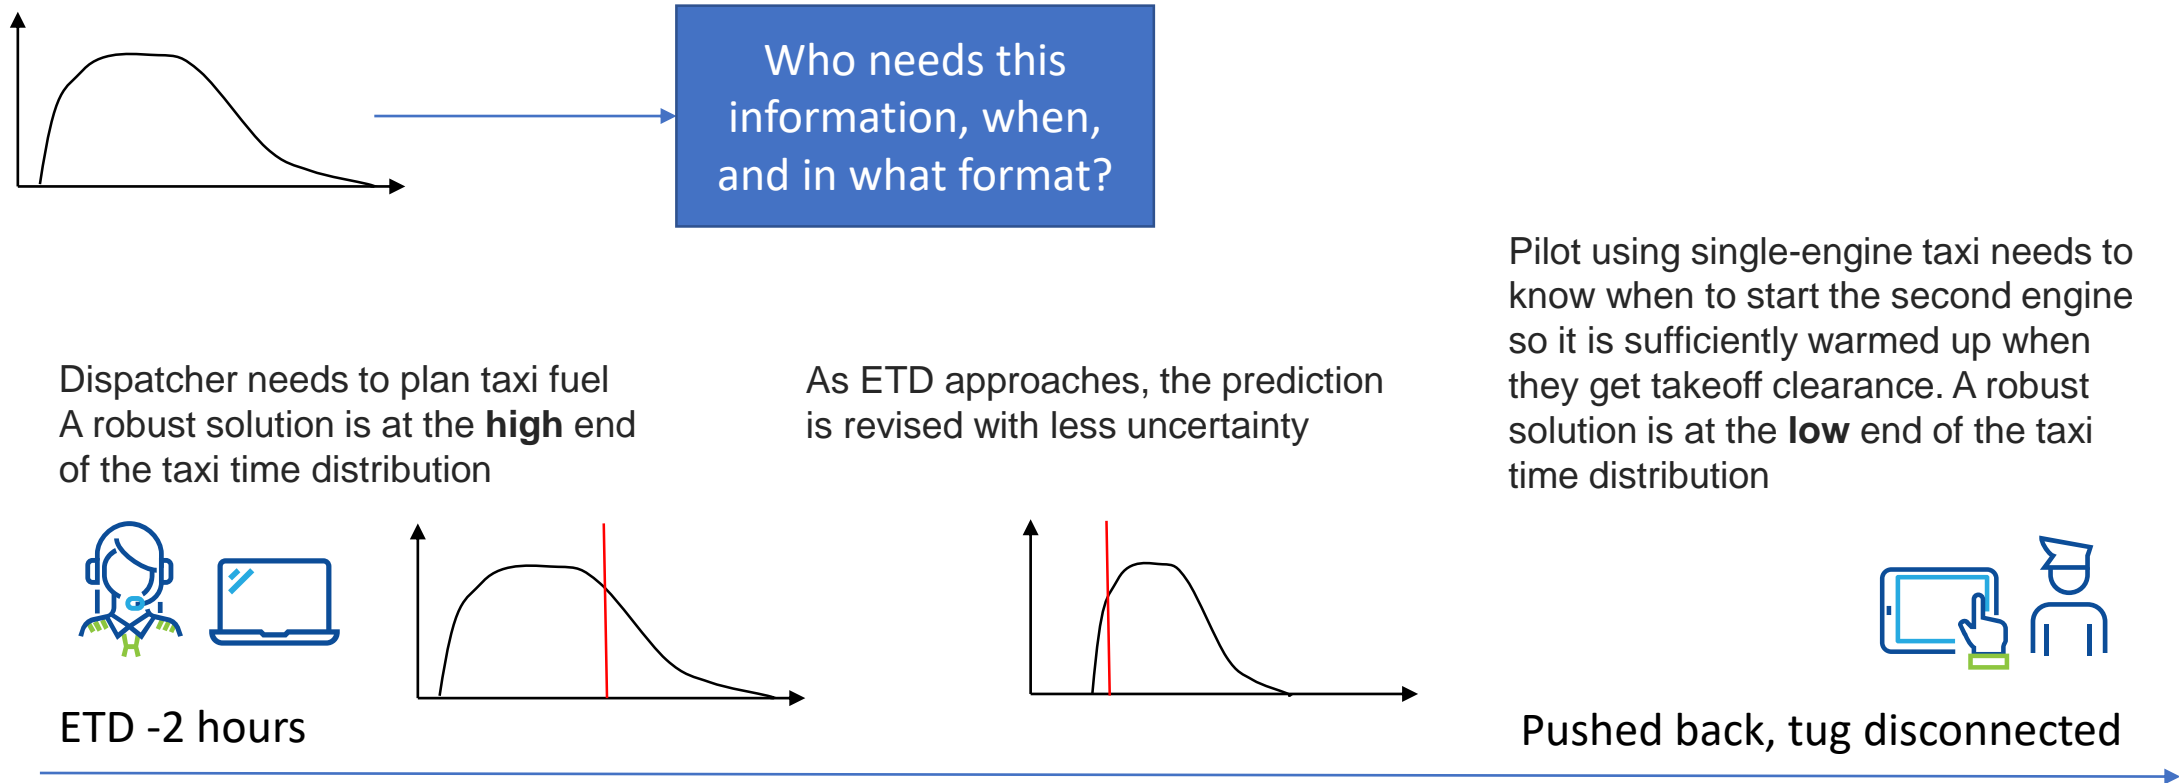 Who needs this
information, when,
and in what format?
Dispatcher needs to plan taxi fuel
A robust solution is at the high end
of the taxi time distribution
As ETD approaches, the prediction
is revised with less uncertainty
Pilot using single-engine taxi needs to
know when to start the second engine
so it is sufficiently warmed up when
they get takeoff clearance. A robust
solution is at the low end of the taxi
time distribution
ETD -2 hours
Pushed back, tug disconnected